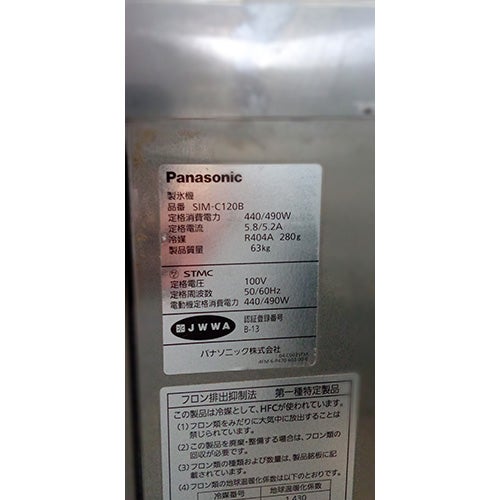 Panasonic
製氷機
品番 SIM-C120B
定格消費電力 440/490W
定格電流 5.8/5.2A
冷媒 R404A 280g
製品質量 63kg
STMC
定格電圧 100V
定格周波数 50/60Hz
電動機定格消費電力 440/490W
JWWA 認証登録番号
B-13
パナソニック株式会社
フロン排出抑制法 第一種特定製品
この製品は冷媒として、HFCが使われています。
(1) フロン類をみだりに大気中に放出することは
禁じられています。
(2) この製品を廃棄・整備する場合は、フロン類の
回収が必要です。
(3) フロン類の種類および数量は、製品銘板に記
載されています。
(4) フロン類の地球温暖化係数は以下のとおりです。
冷媒番号 地球温暖化係数
1,430